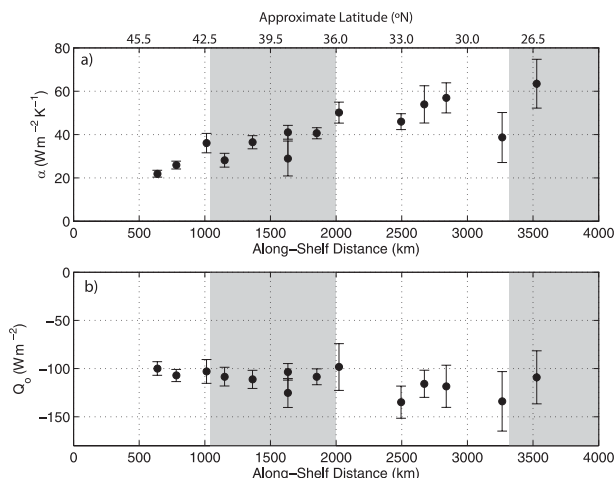 Approximate Latitude (ºN)
45.5 42.5 39.5 36.0 33.0 30.0 26.5
a)
80
60
40
20
0
α (Wm−2 K−1)
0 500 1000 1500 2000 2500 3000 3500 4000
Along−Shelf Distance (km)
b)
0
−50
−100
−150
Qo (Wm−2)
0 500 1000 1500 2000 2500 3000 3500 4000
Along−Shelf Distance (km)